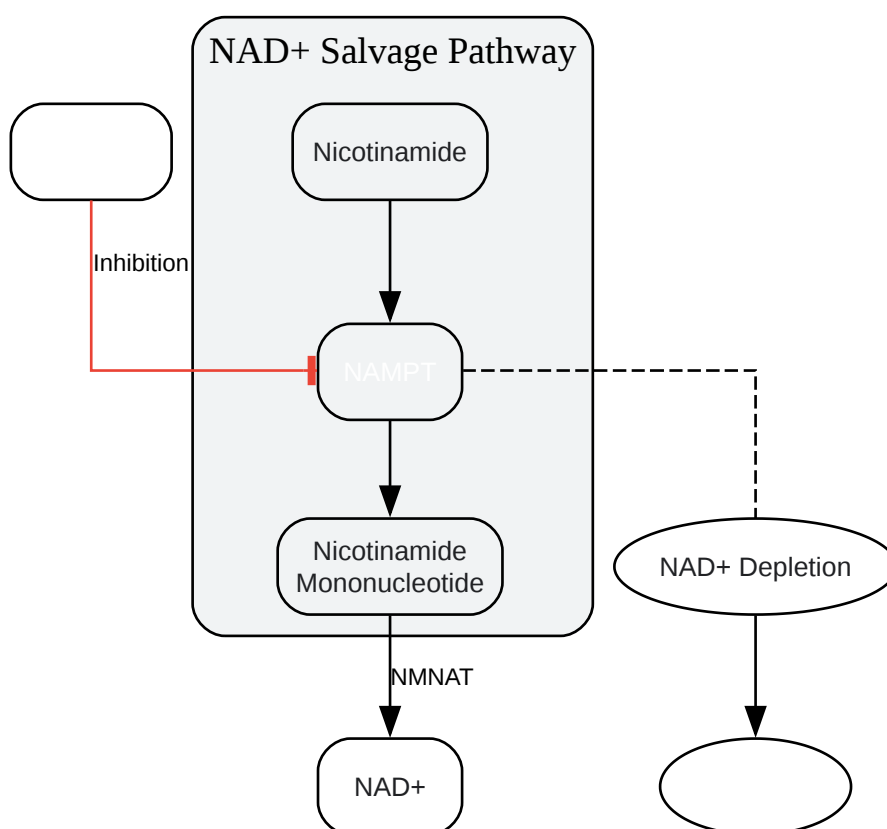 NAD+ Salvage Pathway
Nicotinamide
Inhibition
NAMPT
Nicotinamide
Mononucleotide
NAD+ Depletion
NMNAT
NAD+